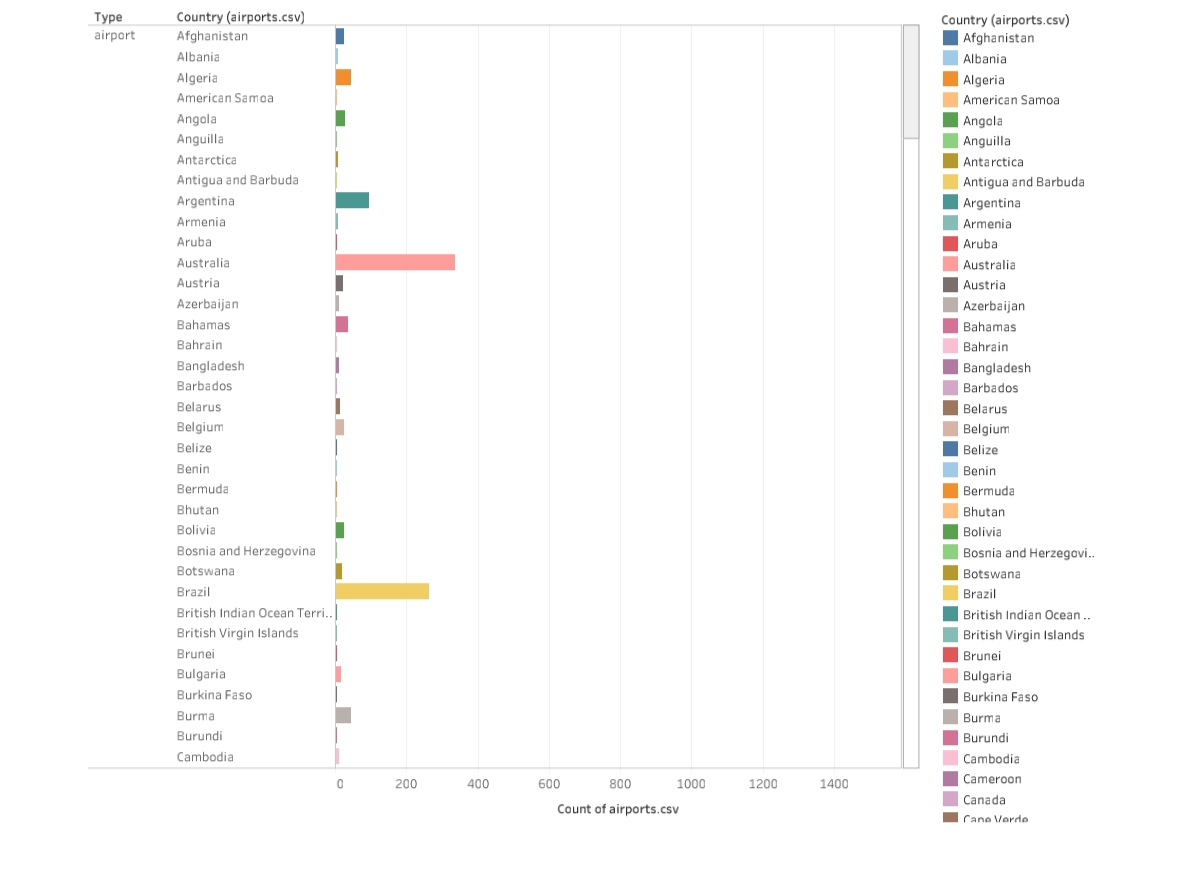 Type Country (airports.csv)
airport Afghanistan
Albania
Algeria
American Samoa
Angola
Anguilla
Antarctica
Antigua and Barbuda
Argentina
Armenia
Aruba
Australia
Austria
Azerbaijan
Bahamas
Bahrain
Bangladesh
Barbados
Belarus
Belgium
Belize
Benin
Bermuda
Bhutan
Bolivia
Bosnia and Herzegovina
Botswana
Brazil
British Indian Ocean Terri..
British Virgin Islands
Brunei
Bulgaria
Burkina Faso
Burma
Burundi
Cambodia
0 200 400 600 800 1000 1200 1400
Count of airports.csv
Country (airports.csv)
Afghanistan
Albania
Algeria
American Samoa
Angola
Anguilla
Antarctica
Antigua and Barbuda
Argentina
Armenia
Aruba
Australia
Austria
Azerbaijan
Bahamas
Bahrain
Bangladesh
Barbados
Belarus
Belgium
Belize
Benin
Bermuda
Bhutan
Bolivia
Bosnia and Herzegovi..
Botswana
Brazil
British Indian Ocean ..
British Virgin Islands
Brunei
Bulgaria
Burkina Faso
Burma
Burundi
Cambodia
Cameroon
Canada
Cape Verde